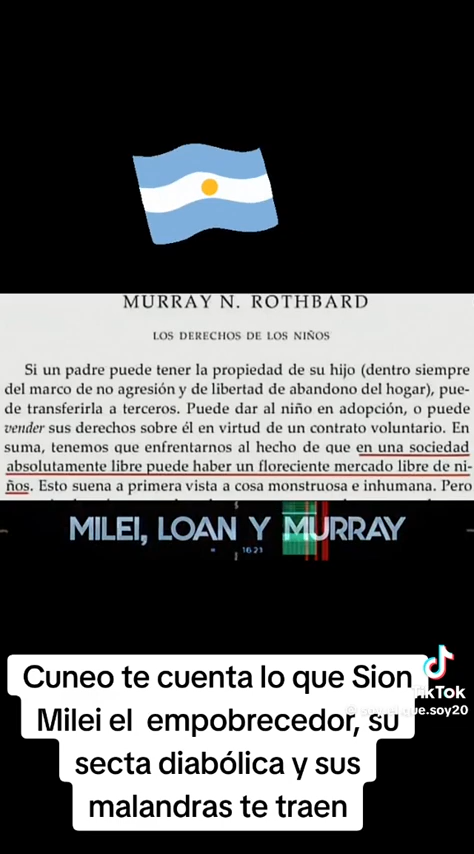 MURRAY N. ROTHBARD
LOS DERECHOS DE LOS NIÑOS
Si un padre puede tener la propiedad de su hijo (dentro siempre
del marco de no agresión y de libertad de abandono del hogar), pue-
de transferirla a terceros. Puede dar al niño en adopción, o puede
vender sus derechos sobre él en virtud de un contrato voluntario. En
suma, tenemos que enfrentarnos al hecho de que en una sociedad
absolutamente libre puede haber un floreciente mercado libre de ni-
ños. Esto suena a primera vista a cosa monstruosa e inhumana. Pero
MILEI, LOAN Y MURRAY
16 21
Cuneo te cuenta lo que Sion
Milei el empobrecedor, su
secta diabólica y sus
malandras te traen
TikTok